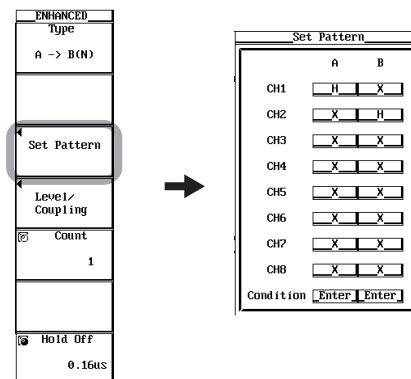 ENHANCED
Type
A -> B(N)
Set Pattern
Level/
Coupling
Count
1
Hold Off
0.16us
Set Pattern
A B
CH1 H X
CH2 X H
CH3 X X
CH4 X X
CH5 X X
CH6 X X
CH7 X X
CH8 X X
Condition Enter Enter